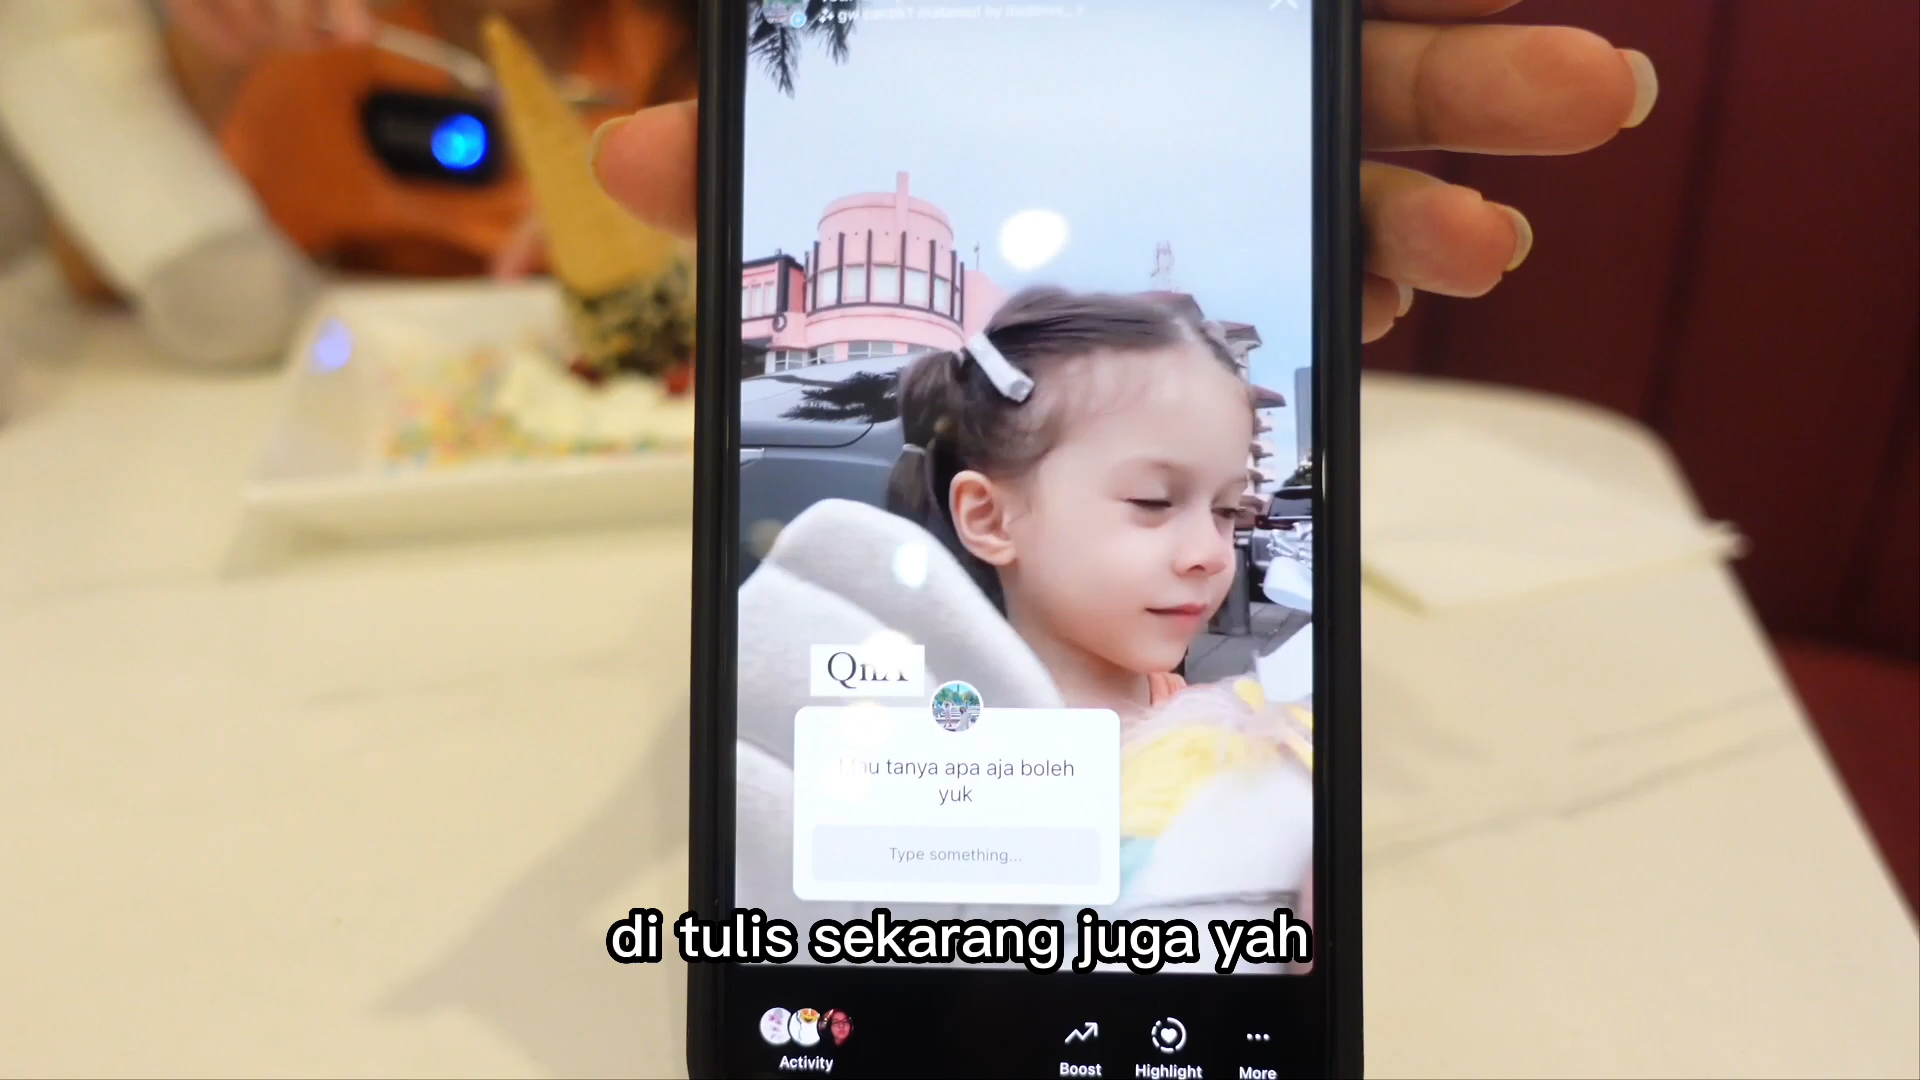 QnA
tanya apa aja boleh
yuk
Type something...
di tulis sekarang juga yah
Activity
Boost
Highlight
More